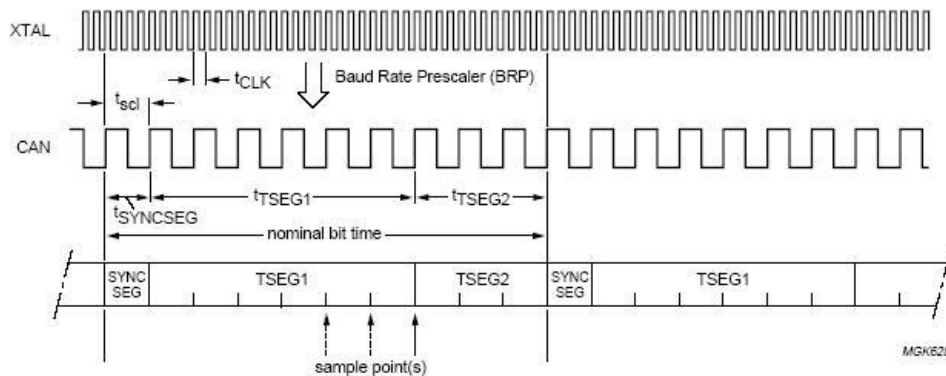 XTAL
tCLK
Baud Rate Prescaler (BRP)
tscl
CAN
tTSEG1
tTSEG2
tSYNCSEG
nominal bit time
SYNC
SEG
TSEG1
TSEG2
SYNC
SEG
TSEG1
sample point(s)